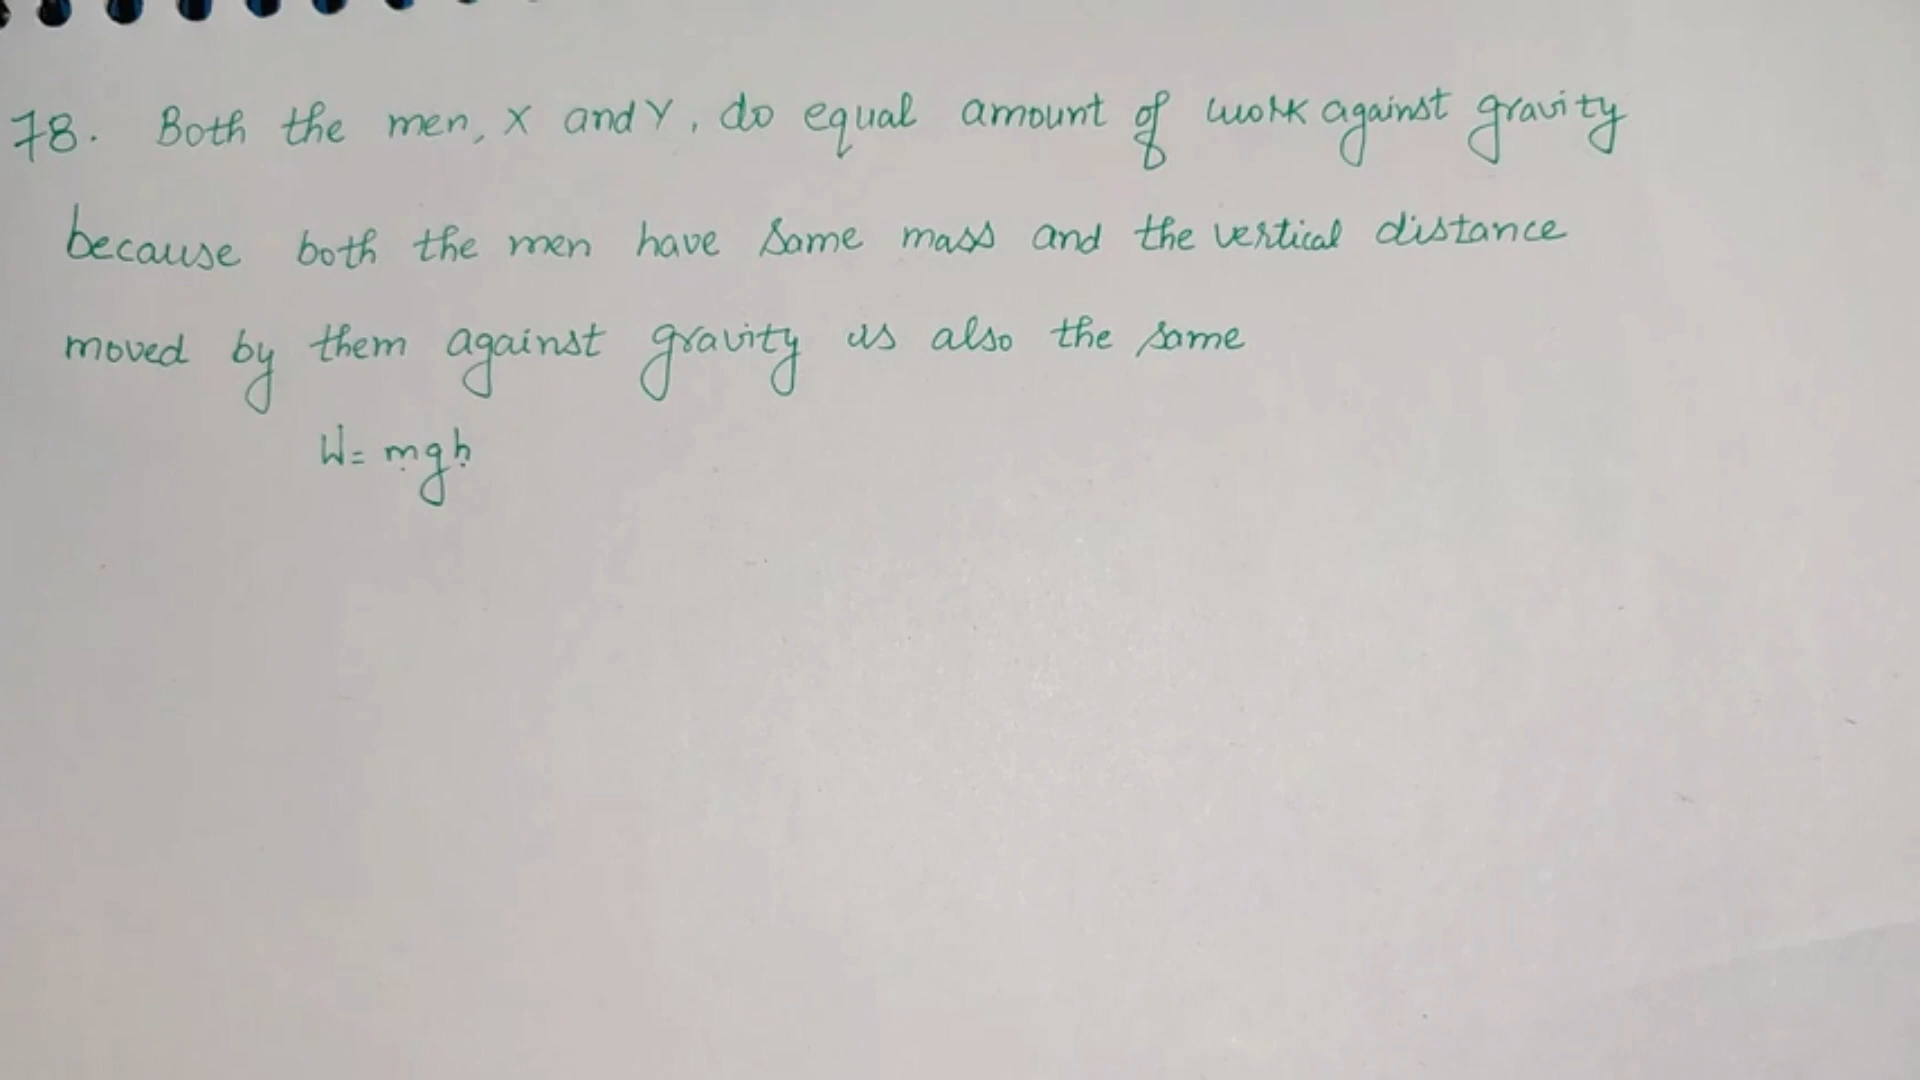 78. Both the men, X and Y, do equal amount of work against gravity
because both the men have same mass and the vertical distance
moved by them against gravity is also the same
W = mgh